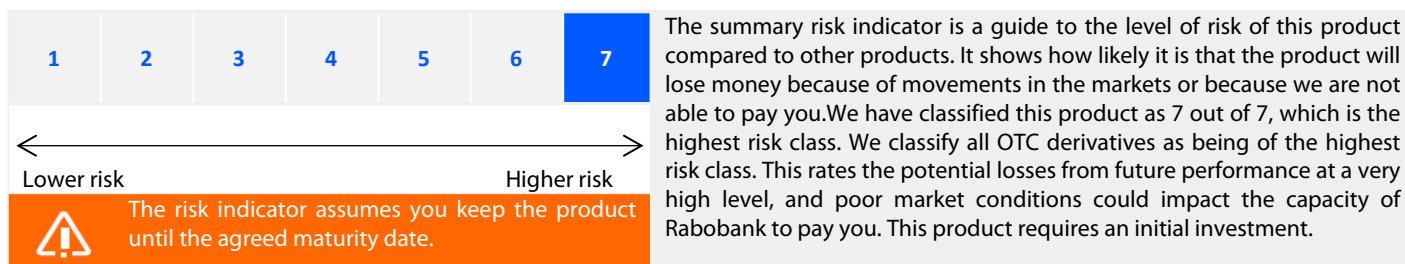 1 2 3 4 5 6 7
Lower risk Higher risk
The risk indicator assumes you keep the product
until the agreed maturity date.
The summary risk indicator is a guide to the level of risk of this product
compared to other products. It shows how likely it is that the product will
lose money because of movements in the markets or because we are not
able to pay you.We have classified this product as 7 out of 7, which is the
highest risk class. We classify all OTC derivatives as being of the highest
risk class. This rates the potential losses from future performance at a very
high level, and poor market conditions could impact the capacity of
Rabobank to pay you. This product requires an initial investment.